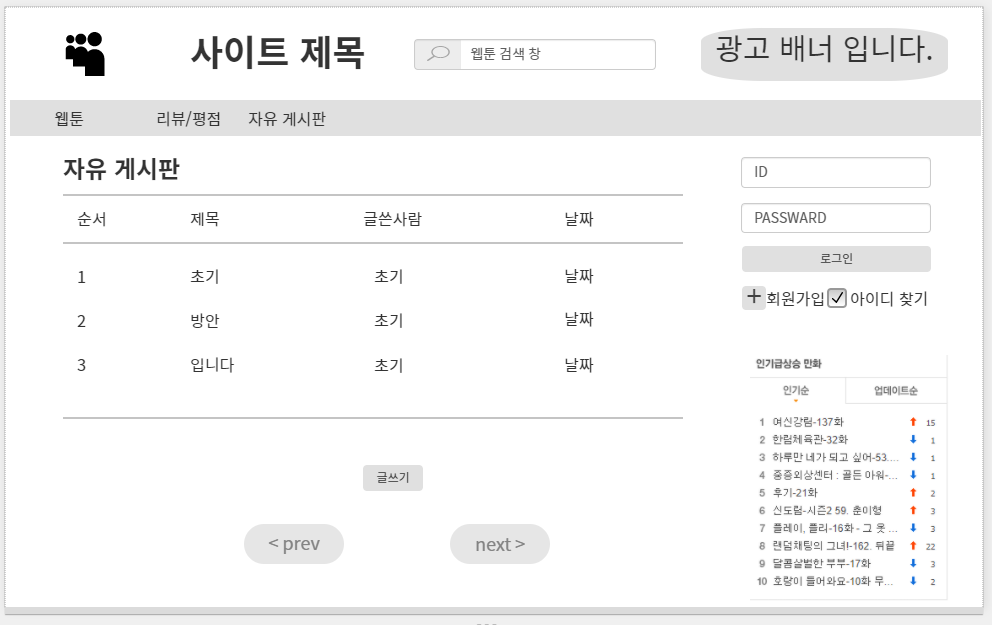 사이트 제목
웹툰 검색 창
광고 배너 입니다.
웹툰 리뷰/평점 자유 게시판
자유 게시판
순서 제목 글쓴사람 날짜
1 초기 초기 날짜
2 방안 초기 날짜
3 입니다 초기 날짜
글쓰기
< prev next >
ID
PASSWARD
로그인
회원가입 아이디 찾기
인기급상승 만화
인기순 업데이트순
1 여신강림-137화 15
2 한림체육관-32화 1
3 하루만 네가 되고 싶어-53.... 1
4 중증외상센터 : 골든 아워-... 1
5 후기-21화 2
6 신도림-시즌2 59. 춘이형 3
7 플레이, 플리-16화 - 그 옷 ... 3
8 랜덤채팅의 그녀!-162. 뒤끝 22
9 달콤살벌한 부부-17화 3
10 호랑이 들어와요-10화 무... 2